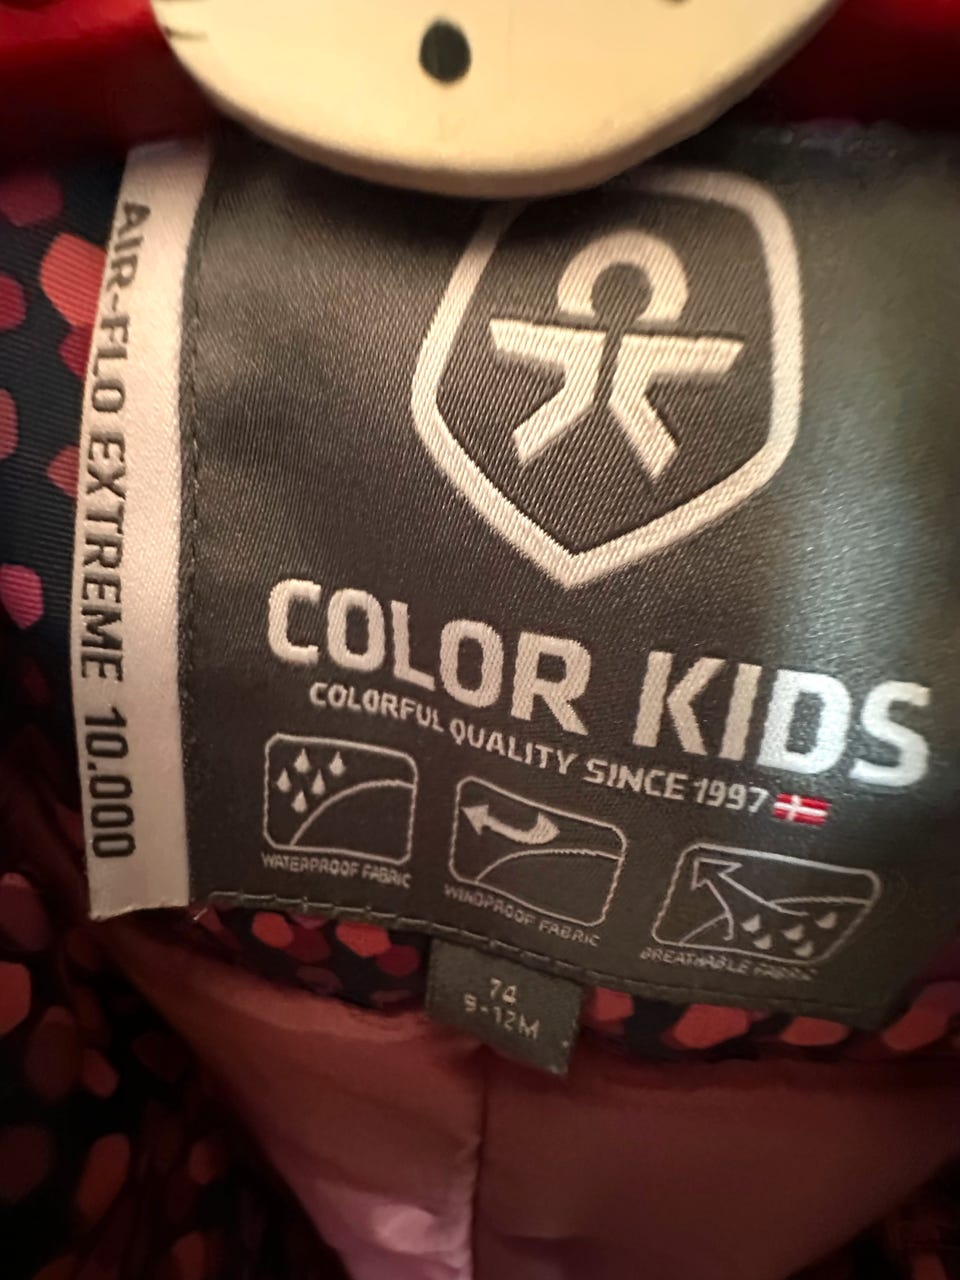 AIR-FLO EXTREME 10.000
COLOR KIDS
COLORFUL QUALITY SINCE 1997
WATERPROOF FABRIC
WINDPROOF FABRIC
BREATHABLE FABRIC
74
9-12M